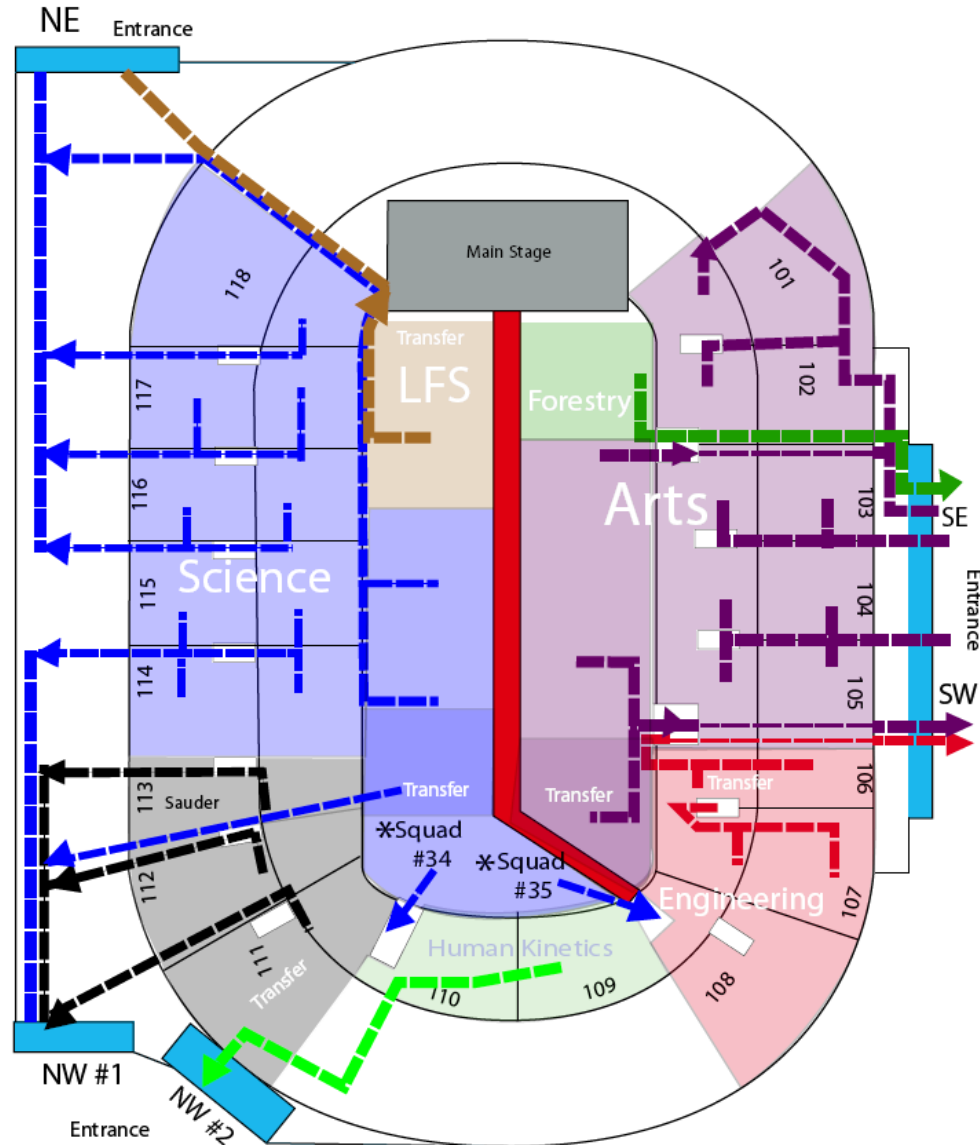 NE
Entrance
Main Stage
118
101
Transfer
LFS
Forestry
102
117
Arts
116
103
SE
Science
Entrance
115
104
114
105
SW
113
Sauder
Transfer
Transfer
Transfer
106
*Squad
#34
*Squad
#35
112
Engineering
107
111
Human Kinetics
Transfer
110
109
108
NW #1
NW #2
Entrance